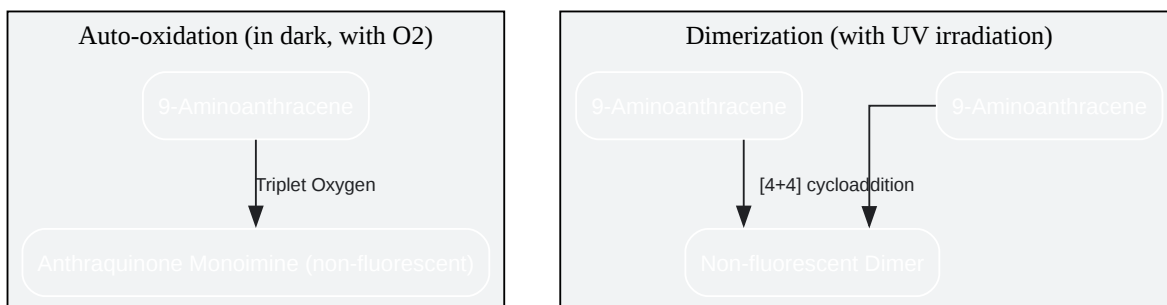 Auto-oxidation (in dark, with O2)
9-Aminoanthracene
Triplet Oxygen
Anthraquinone Monoimine (non-fluorescent)
Dimerization (with UV irradiation)
9-Aminoanthracene
9-Aminoanthracene
[4+4] cycloaddition
Non-fluorescent Dimer